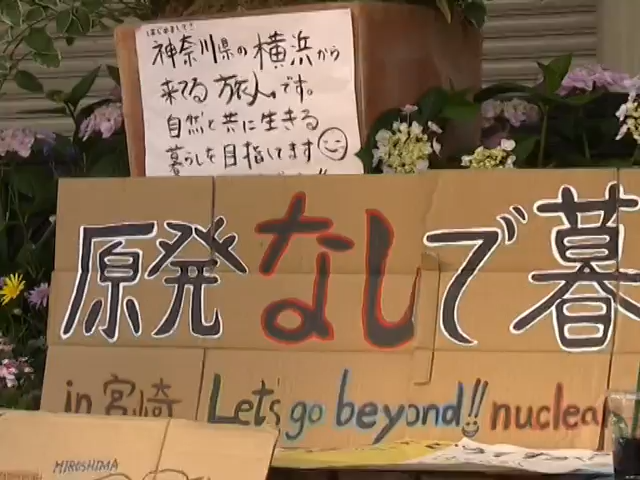 はじめまして!
神奈川県の横浜から
来てる旅人です。
自然と共に生きる
暮らしを目指してます
原発なしで暮
in 宮崎 Let's go beyond!! nuclear
HIROSHIMA